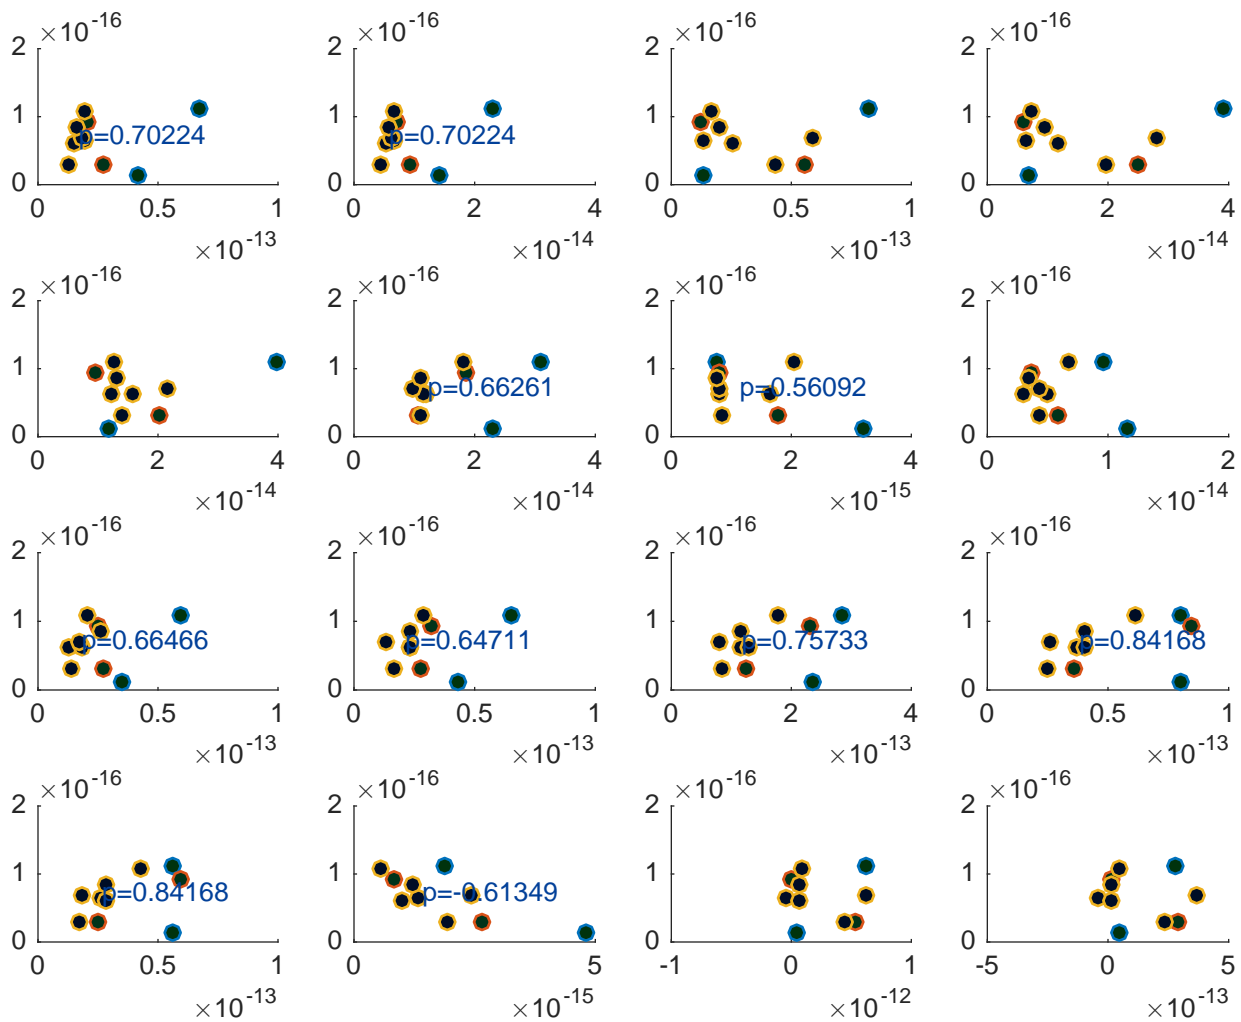 2 ×10-16 2 ×10-16 2 ×10-16 2 ×10-16
1 1 1 1
p=0.70224 p=0.70224
0 0 0 0
0 0.5 1 0 2 4 0 0.5 1 0 2 4
×10-13 ×10-14 ×10-13 ×10-14
2 ×10-16 2 ×10-16 2 ×10-16 2 ×10-16
1 1 1 1
p=0.66261 p=0.56092
0 0 0 0
0 2 4 0 2 4 0 2 4 0 1 2
×10-14 ×10-14 ×10-15 ×10-14
2 ×10-16 2 ×10-16 2 ×10-16 2 ×10-16
1 1 1 1
p=0.66466 p=0.64711 p=0.75733 p=0.84168
0 0 0 0
0 0.5 1 0 0.5 1 0 2 4 0 0.5 1
×10-13 ×10-13 ×10-13 ×10-13
2 ×10-16 2 ×10-16 2 ×10-16 2 ×10-16
1 1 1 1
p=0.84168 p=-0.61349
0 0 0 0
0 0.5 1 0 5 -1 0 1 -5 0 5
×10-13 ×10-15 ×10-12 ×10-13